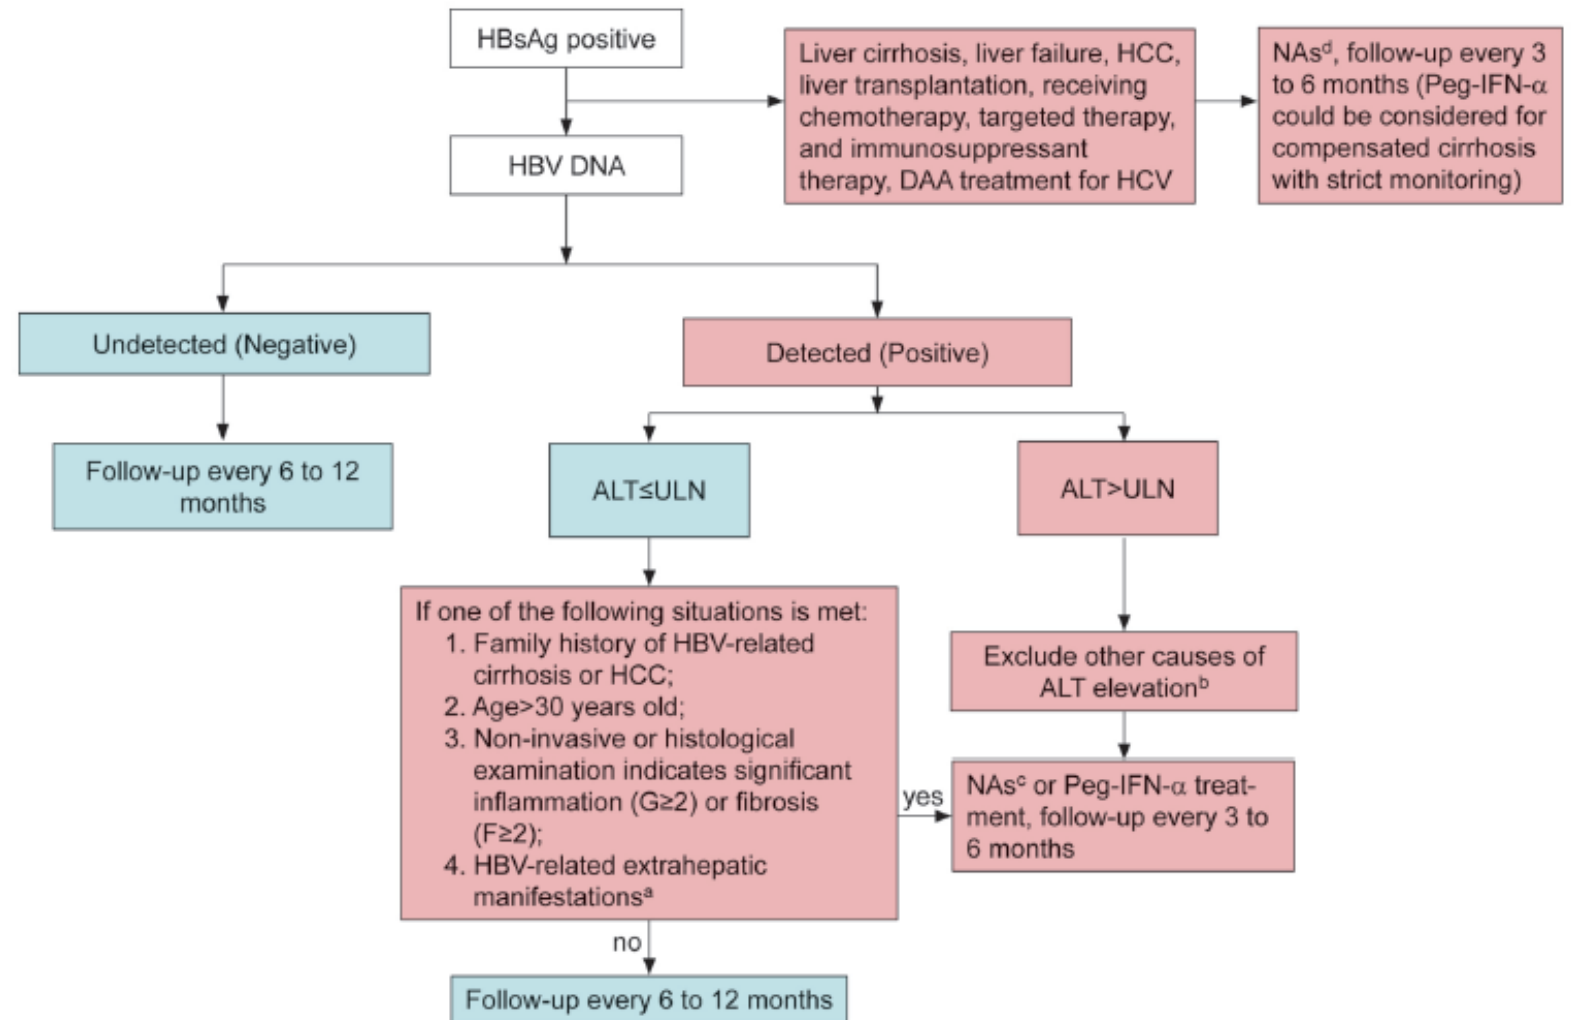 HBsAg positive
Liver cirrhosis, liver failure, HCC,
liver transplantation, receiving
chemotherapy, targeted therapy,
and immunosuppressant
therapy, DAA treatment for HCV
NAsᵈ, follow-up every 3
to 6 months (Peg-IFN-α
could be considered for
compensated cirrhosis
with strict monitoring)
HBV DNA
Undetected (Negative)
Detected (Positive)
Follow-up every 6 to 12
months
ALT≤ULN
ALT>ULN
If one of the following situations is met:
1. Family history of HBV-related
cirrhosis or HCC;
2. Age>30 years old;
3. Non-invasive or histological
examination indicates significant
inflammation (G≥2) or fibrosis
(F≥2);
4. HBV-related extrahepatic
manifestationsᵃ
Exclude other causes of
ALT elevationᵇ
yes
NAsᶜ or Peg-IFN-α treat-
ment, follow-up every 3 to
6 months
no
Follow-up every 6 to 12 months